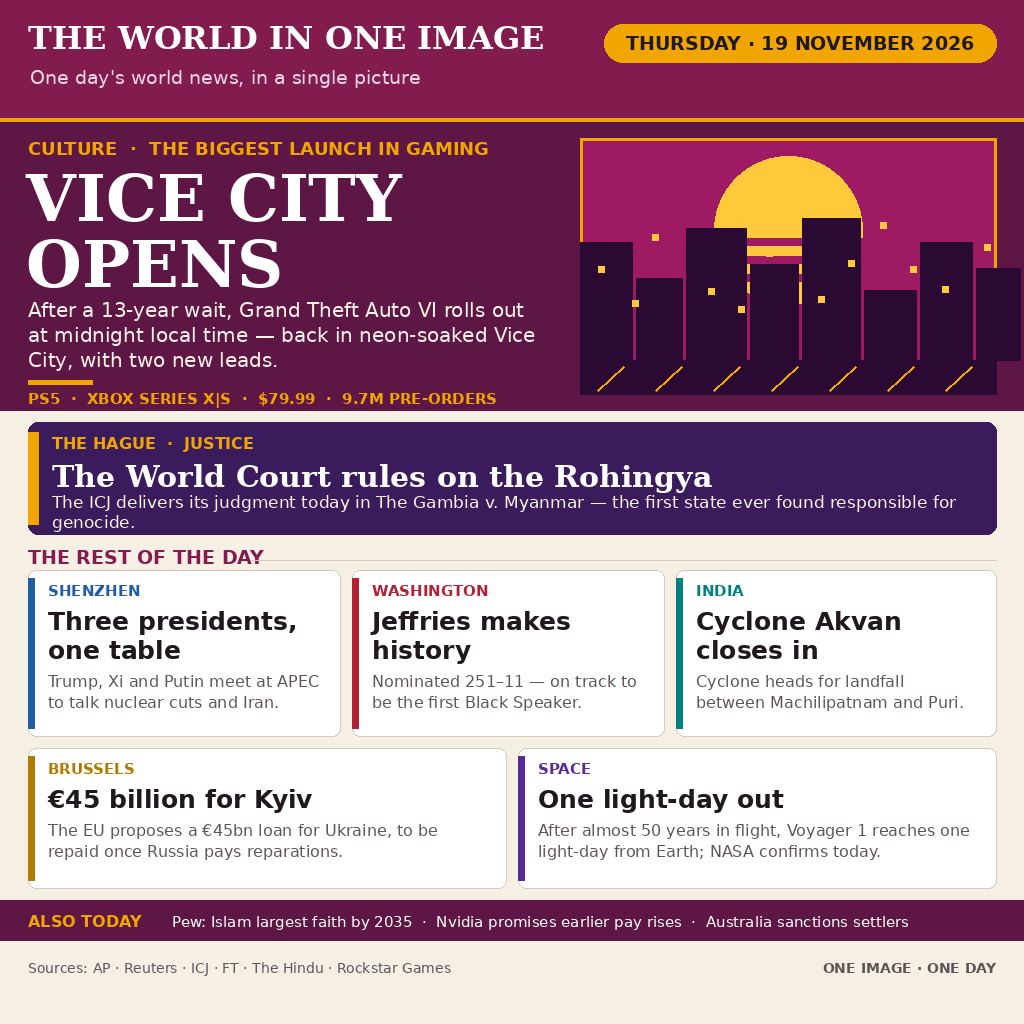 THE WORLD IN ONE IMAGE
THURSDAY · 19 NOVEMBER 2026
One day's world news, in a single picture
CULTURE · THE BIGGEST LAUNCH IN GAMING
VICE CITY
OPENS
After a 13-year wait, Grand Theft Auto VI rolls out
at midnight local time — back in neon-soaked Vice
City, with two new leads.
PS5 · XBOX SERIES X|S · $79.99 · 9.7M PRE-ORDERS
THE HAGUE · JUSTICE
The World Court rules on the Rohingya
The ICJ delivers its judgment today in The Gambia v. Myanmar — the first state ever found responsible for
genocide.
THE REST OF THE DAY
SHENZHEN
Three presidents,
one table
Trump, Xi and Putin meet at APEC
to talk nuclear cuts and Iran.
WASHINGTON
Jeffries makes
history
Nominated 251–11 — on track to
be the first Black Speaker.
INDIA
Cyclone Akvan
closes in
Cyclone heads for landfall
between Machilipatnam and Puri.
BRUSSELS
€45 billion for Kyiv
The EU proposes a €45bn loan for Ukraine, to be
repaid once Russia pays reparations.
SPACE
One light-day out
After almost 50 years in flight, Voyager 1 reaches one
light-day from Earth; NASA confirms today.
ALSO TODAY
Pew: Islam largest faith by 2035 · Nvidia promises earlier pay rises · Australia sanctions settlers
Sources: AP · Reuters · ICJ · FT · The Hindu · Rockstar Games
ONE IMAGE · ONE DAY